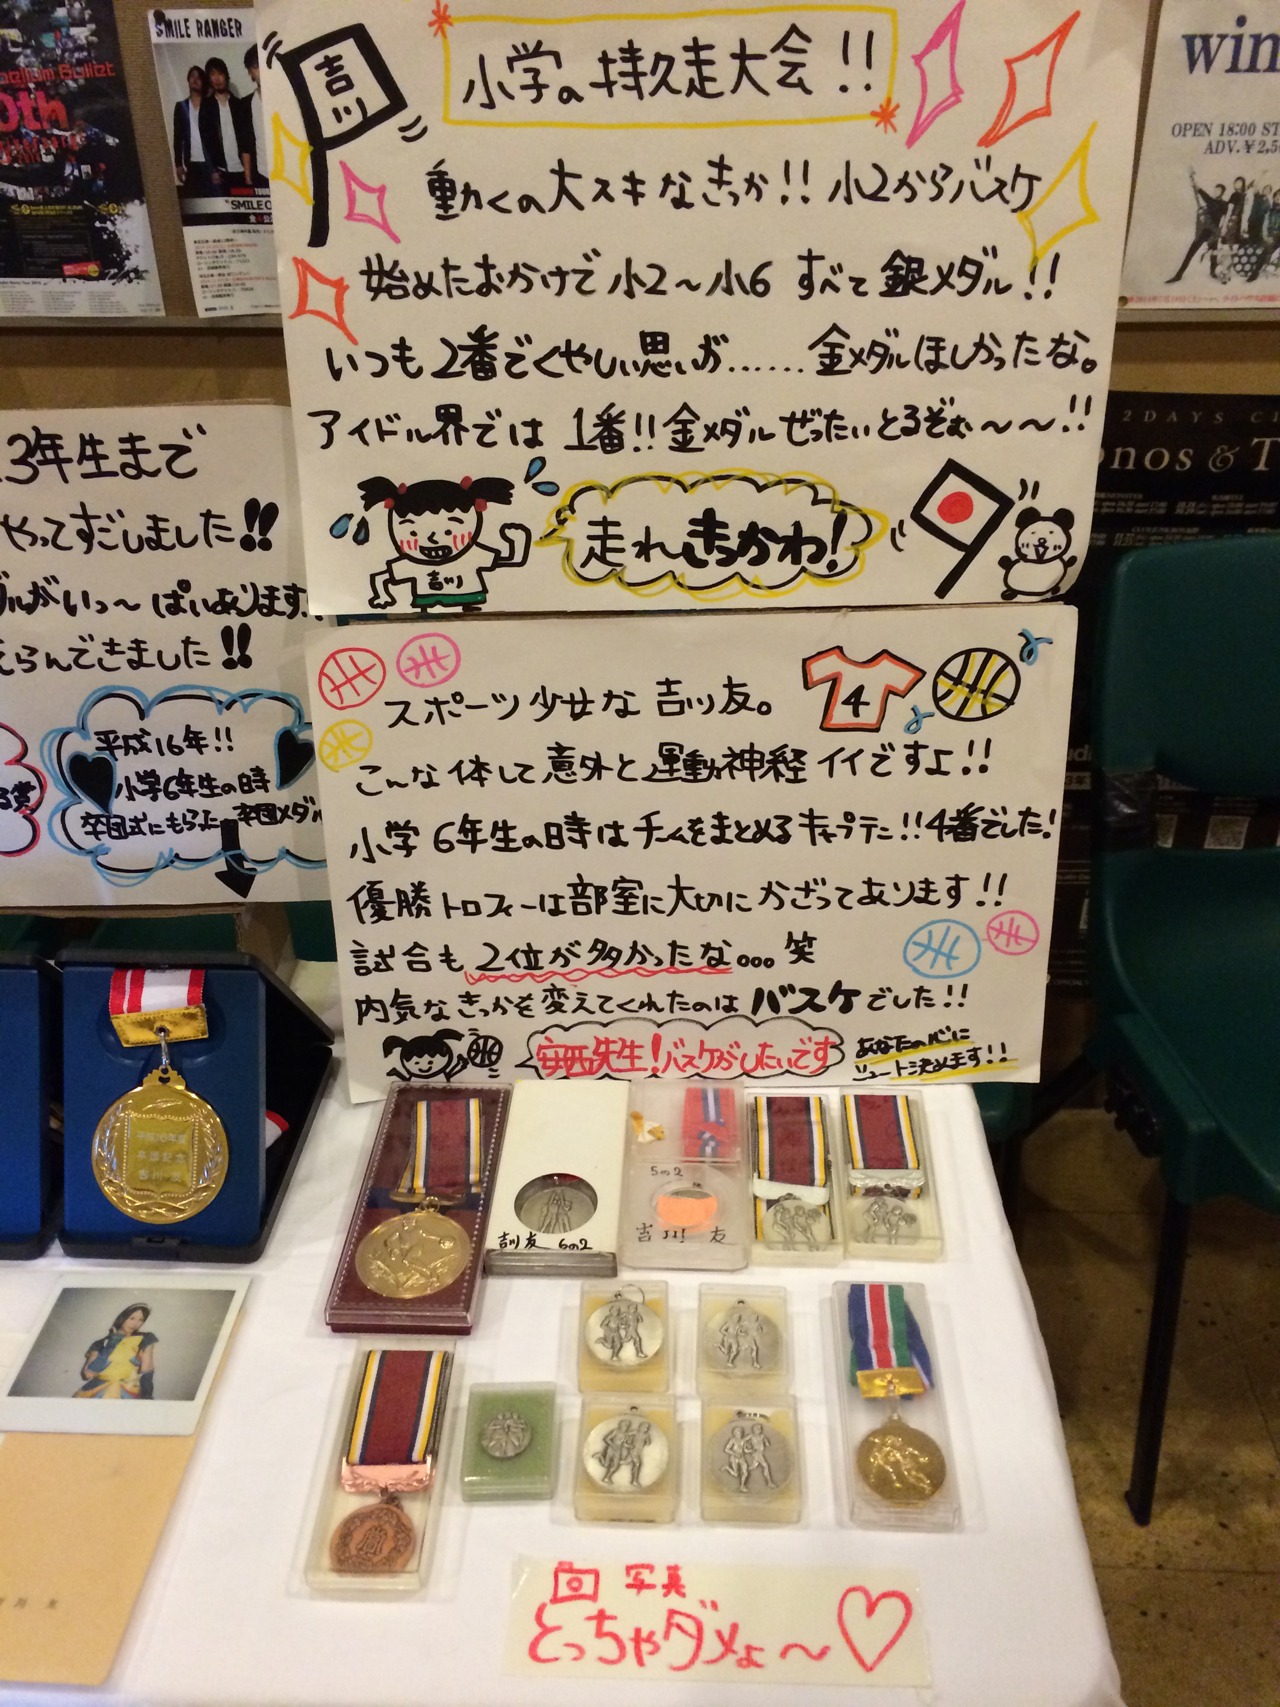 SMILE RANGER
win
OPEN 18:00 ST
吉川
小学の持久走大会!!
動くの大スキなきっか!! 小2からバスケ
始めたおかげで 小2〜小6 すべて 銀メダル!!
いつも 2番でくやしい思いが…… 金メダルほしかったな。
アイドル界では 1番!! 金メダルぜったいとるぞぉ〜〜!!
吉川
走れきっかわ!
3年生まで
やってすごしました!!
ルがいっ〜ぱいあります!
えらんできました!!
平成16年!!
小学6年生の時
卒団式にもらった 卒団メダル
スポーツ少女な 吉川友。
4
こんな体して意外と運動神経イイですよ!!
小学6年生の時はチームをまとめるキャプテン!! 4番でした!
優勝トロフィーは部室に大切にかざってあります!!
試合も 2位が多かったな... 笑
内気なきっかを変えてくれたのは バスケでした!!
安西先生! バスケがしたいです
あなたの心に
シュート決めます!!
平成16年度
卒団記念
吉川 友
吉川友 6の2
5の2
吉川 友
写真
とっちゃダメょ〜♡